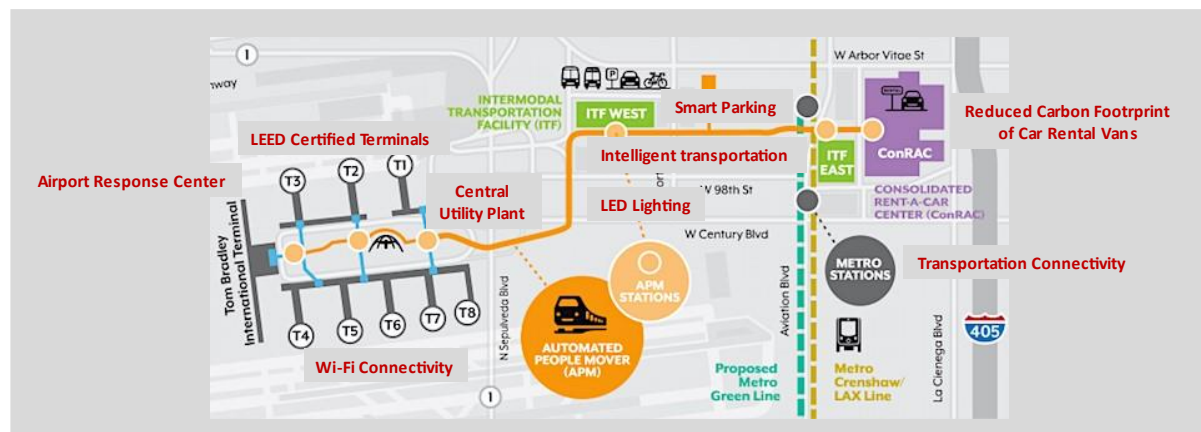 1
W Arbor Vitae St
way
INTERMODAL
TRANSPORTATION
FACILITY (ITF)
P
ITF WEST
Smart Parking
RENTAL
Reduced Carbon Footrprint
of Car Rental Vans
LEED Certified Terminals
Intelligent transportation
ConRAC
ITF
EAST
Airport Response Center
T3
T2
T1
Central
Utility Plant
LED Lighting
W 98th St
CONSOLIDATED
RENT-A-CAR
CENTER (ConRAC)
W Century Blvd
Tom Bradley
International Terminal
APM
STATIONS
METRO
STATIONS
Transportation Connectivity
T4
T5
T6
T7
T8
N Sepulveda Blvd
Aviation Blvd
La Cienega Blvd
405
AUTOMATED
PEOPLE MOVER
(APM)
Wi-Fi Connectivity
1
Proposed
Metro
Green Line
Metro
Crenshaw/
LAX Line